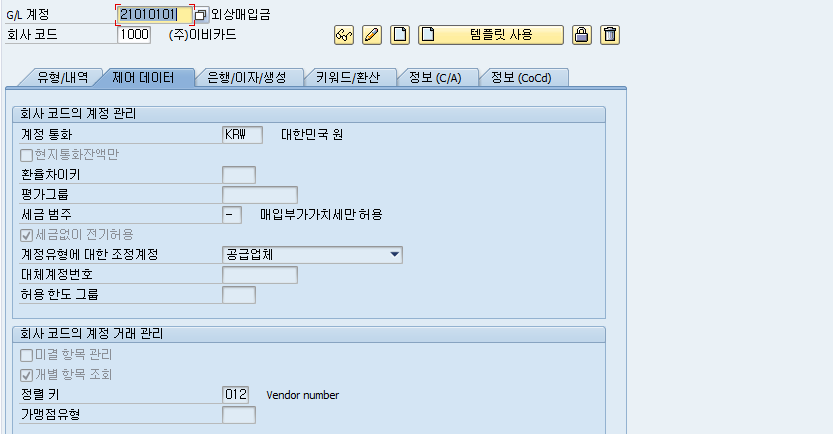 G/L 계정 21010101 외상매입금
회사 코드 1000 (주)이비카드 템플릿 사용
유형/내역 제어 데이터 은행/이자/생성 키워드/환산 정보 (C/A) 정보 (CoCd)
회사 코드의 계정 관리
계정 통화 KRW 대한민국 원
현지통화잔액만
환율차이키
평가그룹
세금 범주 - 매입부가가치세만 허용
세금없이 전기허용
계정유형에 대한 조정계정 공급업체
대체계정번호
허용 한도 그룹
회사 코드의 계정 거래 관리
미결 항목 관리
개별 항목 조회
정렬 키 012 Vendor number
가맹점유형